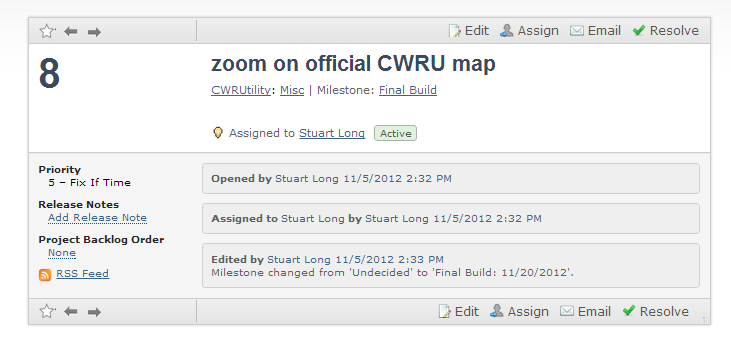 Edit Assign Email Resolve
8
zoom on official CWRU map
CWRUtility: Misc | Milestone: Final Build
Assigned to Stuart Long Active
Priority
5 – Fix If Time
Release Notes
Add Release Note
Project Backlog Order
None
RSS Feed
Opened by Stuart Long 11/5/2012 2:32 PM
Assigned to Stuart Long by Stuart Long 11/5/2012 2:32 PM
Edited by Stuart Long 11/5/2012 2:33 PM
Milestone changed from 'Undecided' to 'Final Build: 11/20/2012'.
Edit Assign Email Resolve